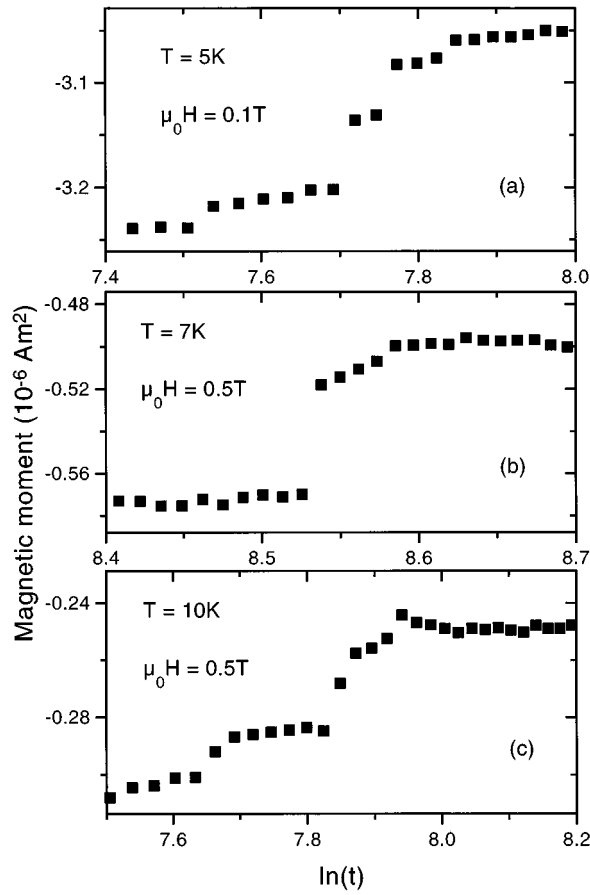 T = 5K
μ0H = 0.1T
-3.1
-3.2
(a)
7.4 7.6 7.8 8.0
-0.48
T = 7K
μ0H = 0.5T
-0.52
-0.56
(b)
8.4 8.5 8.6 8.7
-0.24
T = 10K
μ0H = 0.5T
-0.28
(c)
7.6 7.8 8.0 8.2
ln(t)
Magnetic moment (10-6 Am2)